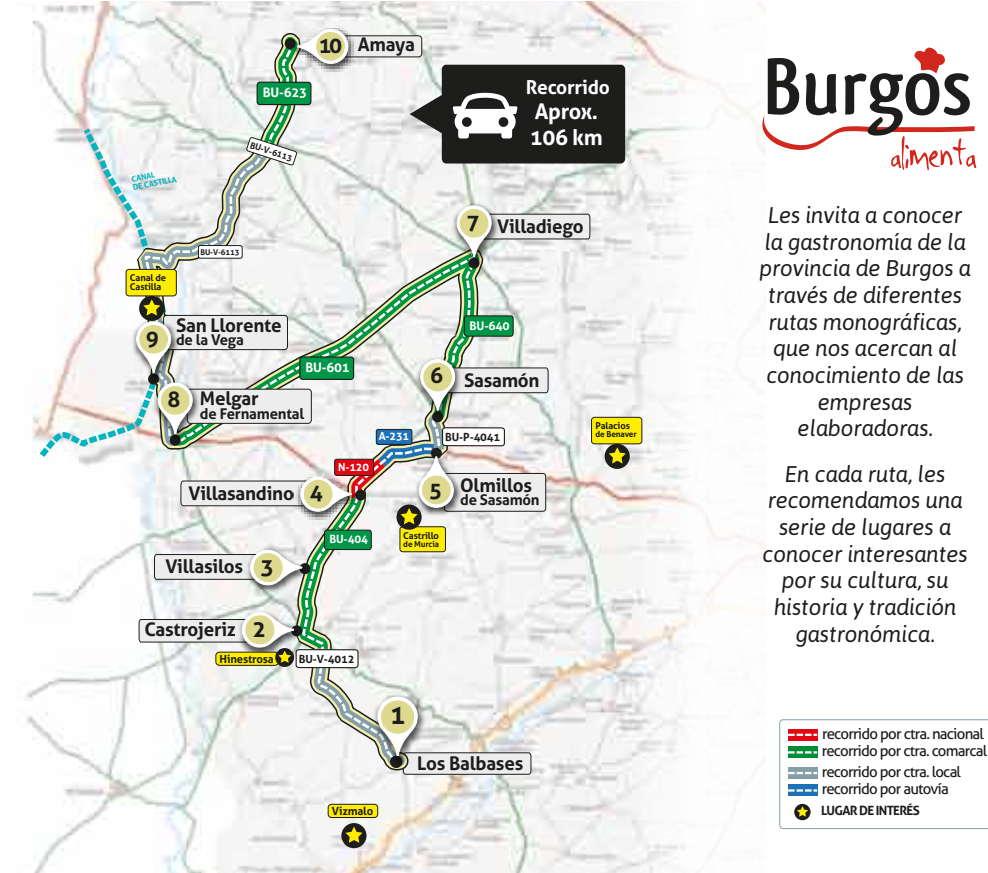 10 Amaya
BU-623
BU-V-6113
Recorrido
Aprox.
106 km
CANAL
DE CASTILLA
7 Villadiego
BU-V-6113
Canal de
Castilla
9 San Llorente
de la Vega
BU-640
BU-601
6 Sasamón
8 Melgar
de Fernamental
A-231
BU-P-4041
Palacios
de Benaver
N-120
Villasandino 4
5 Olmillos
de Sasamón
BU-404
Castrillo
de Murcia
Villasilos 3
Castrojeriz 2
Hinestrosa
BU-V-4012
1
Los Balbases
Vizmalo
Burgos
alimenta
Les invita a conocer
la gastronomía de la
provincia de Burgos a
través de diferentes
rutas monográficas,
que nos acercan al
conocimiento de las
empresas
elaboradoras.
En cada ruta, les
recomendamos una
serie de lugares a
conocer interesantes
por su cultura, su
historia y tradición
gastronómica.
recorrido por ctra. nacional
recorrido por ctra. comarcal
recorrido por ctra. local
recorrido por autovía
LUGAR DE INTERÉS